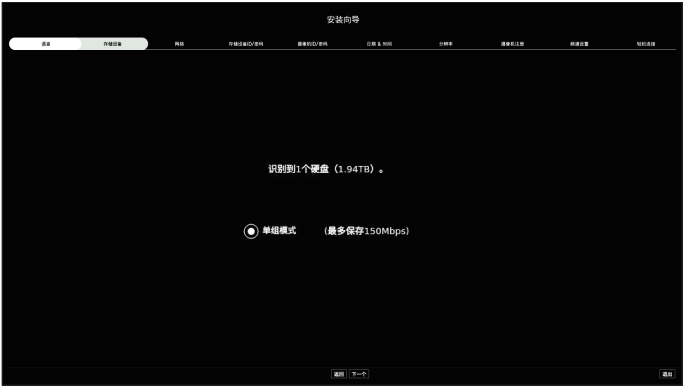 安装向导
语言 存储设备 网络 存储设备ID/密码 摄像机ID/密码 日期 & 时间 分辨率 摄像机注册 频道设置 轻松连接
识别到1个硬盘（1.94TB）。
单组模式 (最多保存150Mbps)
返回 下一个 退出